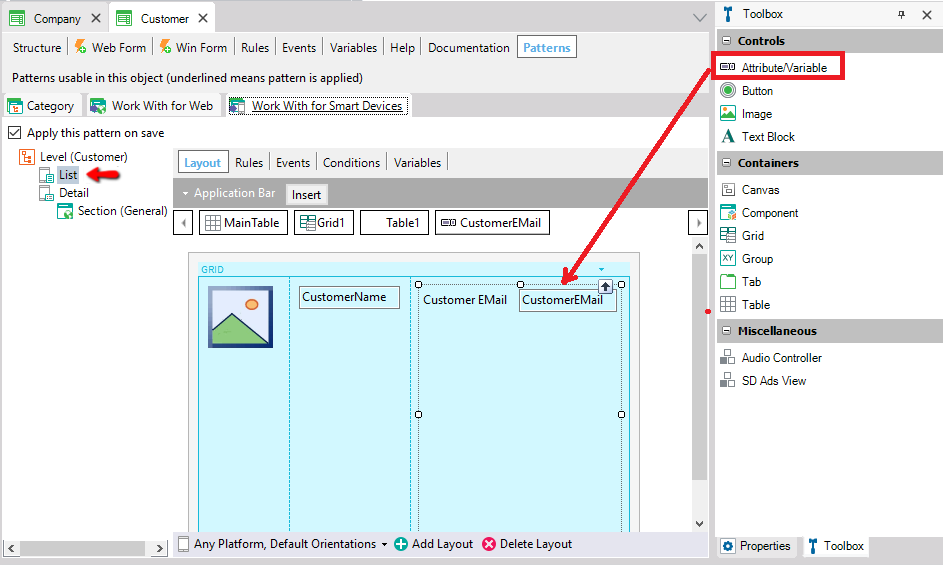 Company Customer
Structure Web Form Win Form Rules Events Variables Help Documentation Patterns
Patterns usable in this object (underlined means pattern is applied)
Category Work With for Web Work With for Smart Devices
Apply this pattern on save
Level (Customer)
List
Detail
Section (General)
Layout Rules Events Conditions Variables
Application Bar Insert
MainTable Grid1 Table1 CustomerEMail
GRID
CustomerName Customer EMail CustomerEMail
Any Platform, Default Orientations Add Layout Delete Layout
Toolbox
Controls
Attribute/Variable
Button
Image
Text Block
Containers
Canvas
Component
Grid
Group
Tab
Table
Miscellaneous
Audio Controller
SD Ads View
Properties Toolbox